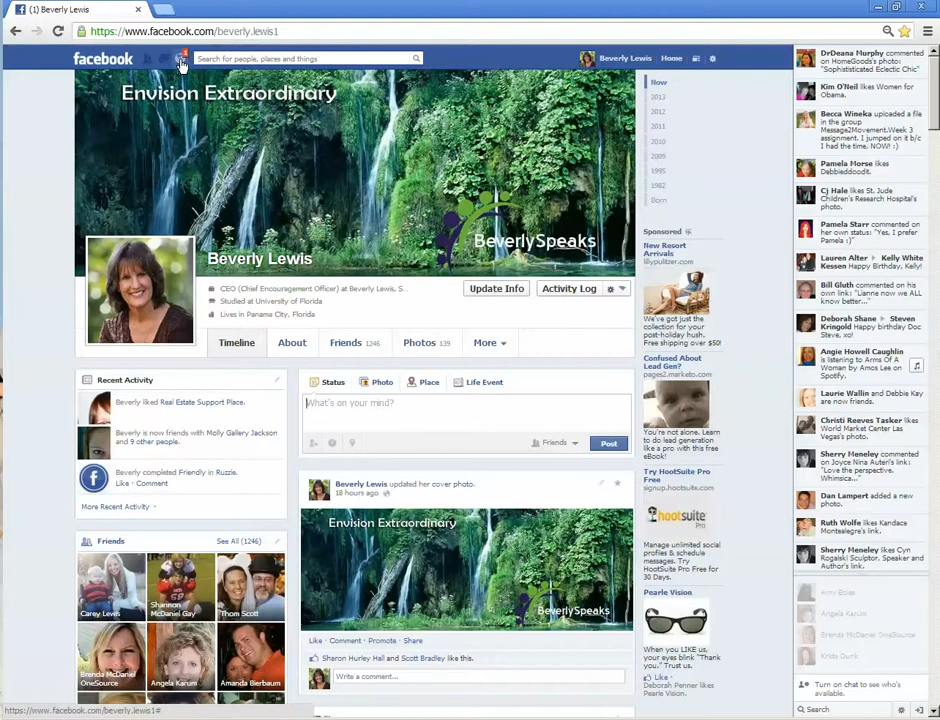 (1) Beverly Lewis
https://www.facebook.com/beverly.lewis1
facebook
1
Search for people, places and things
Beverly Lewis
Home
Envision Extraordinary
BeverlySpeaks
Beverly Lewis
CEO (Chief Encouragement Officer) at Beverly Lewis, S...
Studied at University of Florida
Lives in Panama City, Florida
Update Info
Activity Log
Timeline
About
Friends 1246
Photos 139
More
Recent Activity
Beverly liked Real Estate Support Place.
Beverly is now friends with Molly Gallery Jackson
and 9 other people.
Beverly completed Friendly in Ruzzle.
Like · Comment
More Recent Activity
Friends
See All (1246)
Carey Lewis
Shannon
McDaniel Gay
Thom Scott
Brenda McDaniel
OneSource
Angela Karum
Amanda Bierbaum
Status
Photo
Place
Life Event
What's on your mind?
Friends
Post
Beverly Lewis updated her cover photo.
18 hours ago
Envision Extraordinary
BeverlySpeaks
Like · Comment · Promote · Share
Sharon Hurley Hall and Scott Bradley like this.
Write a comment...
Now
2013
2012
2011
2010
2009
1995
1982
Born
Sponsored
New Resort
Arrivals
lillypulitzer.com
We've got just the
collection for your
post-holiday hush.
Free shipping over $50!
Confused About
Lead Gen?
pages2.marketo.com
You're not alone. Learn
to do lead generation
like a pro with this free
eBook!
Try HootSuite Pro
Free
signup.hootsuite.com
hootsuite
Pro
Manage unlimited social
profiles & schedule
messages. Try
HootSuite Pro Free for
30 Days.
Pearle Vision
When you LIKE us,
your eyes blink "Thank
you." Trust us.
Like ·
Deborah Penner likes
Pearle Vision.
DrDeana Murphy commented
on HomeGoods's photo:
"Sophiststicated Eclectic Chic"
Kim O'Neil likes Women for
Obama.
Becca Wineka uploaded a file
in the group
Message2Movement.Week 3
assignment. I jumped on it b/c
I had the time, NOW! :)
Pamela Morse likes
Debbieddoodit.
Cj Hale likes St. Jude
Children's Research Hospital's
photo.
Pamela Starr commented
on her own status: "Yes, I prefer
Pamela :)"
Lauren Alter ▸ Kelly White
Kessen Happy Birthday, Kelly!
Bill Gluth commented on his
own link: "Lianne now we ALL
know better..."
Deborah Shane ▸ Steven
Kringold Happy birthday Doc
Steve, xo!
Angie Howell Caughlin
is listening to Arms Of A
Woman by Amos Lee on
Spotify.
Laurie Wallin and Debbie Kay
are now friends.
Christi Reeves Tasker likes
World Market Center Las
Vegas's photo.
Sherry Meneley commented
on Joyce Nina Auteri's link:
"Love the perspective.
Whimsica..."
Dan Lampert added a new
photo.
Ruth Wolfe likes Kandace
Montealegre's link.
Sherry Meneley likes Cyn
Rogalski Sculptor, Speaker and
Author's link.
Amy Boles
Angela Karum
Brenda McDaniel OneSource
Krista Dunk
Turn on chat to see who's
available.
Search
https://www.facebook.com/beverly.lewis1#